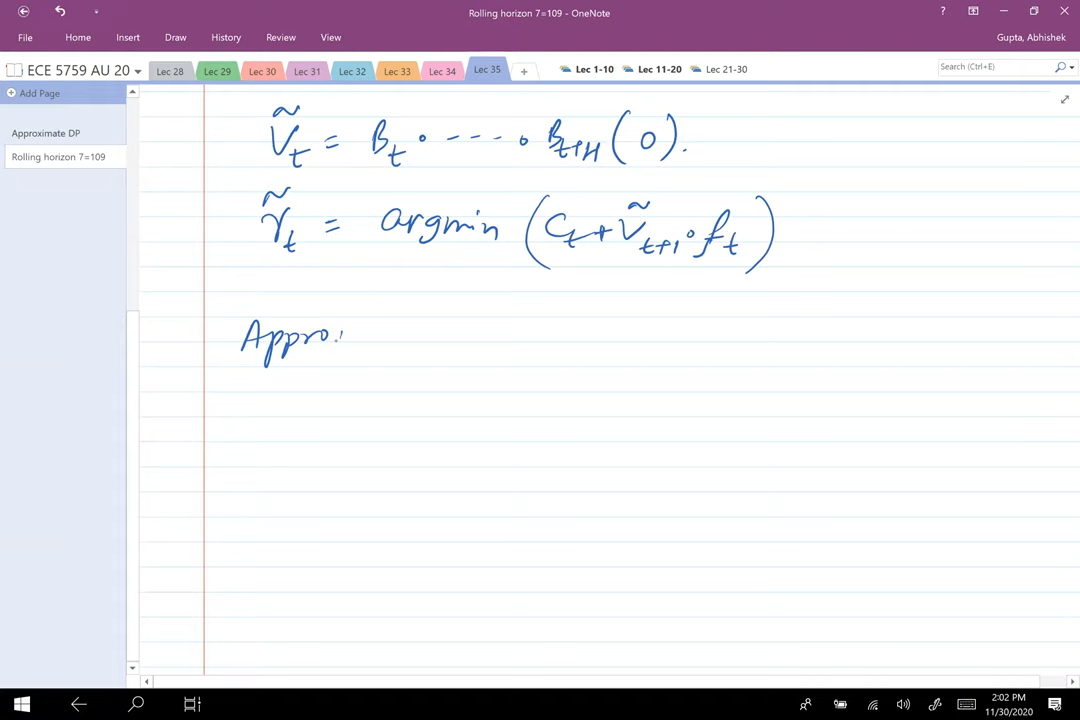 Rolling horizon 7=109 - OneNote
?
File Home Insert Draw History Review View
Gupta, Abhishek
ECE 5759 AU 20
Lec 28 Lec 29 Lec 30 Lec 31 Lec 32 Lec 33 Lec 34 Lec 35 + Lec 1-10 Lec 11-20 Lec 21-30
Search (Ctrl+E)
Add Page
Approximate DP
Rolling horizon 7=109
Ṽ_t = B_t ∘ ---- ∘ B_{t+H} (0).
γ̃_t = argmin (C_t + Ṽ_{t+1} ∘ f_t)
Appro
2:02 PM
11/30/2020